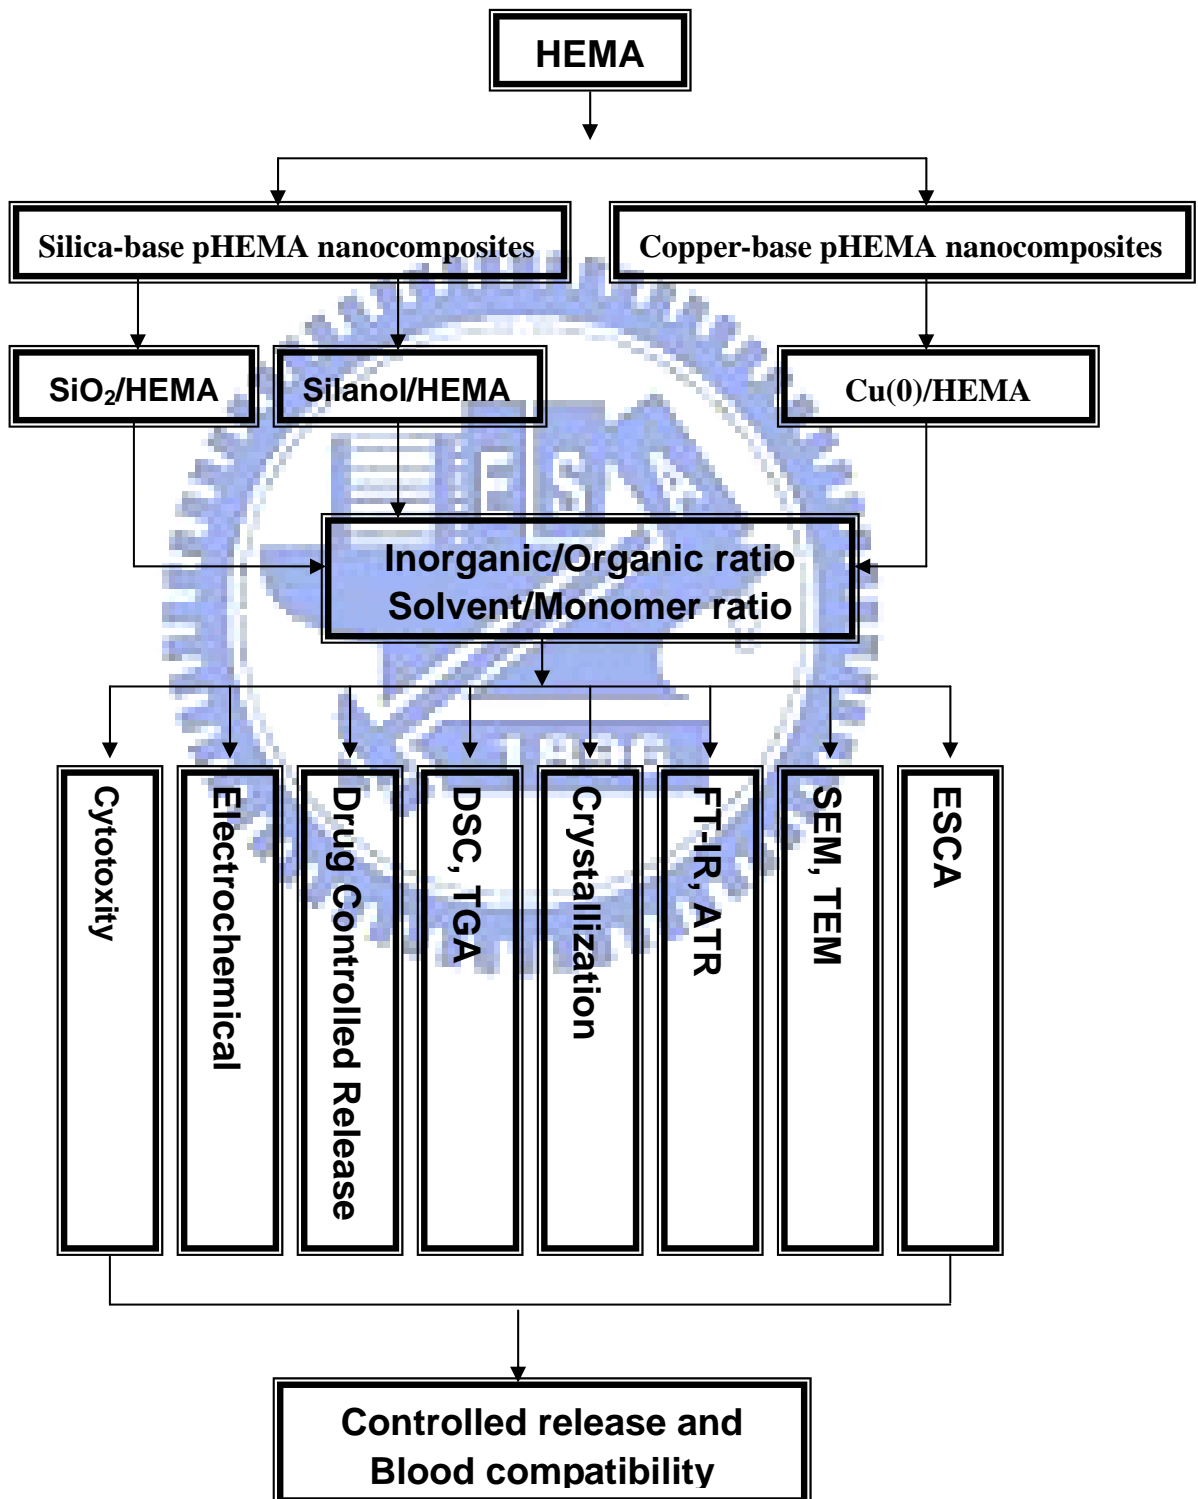 HEMA
Silica-base pHEMA nanocomposites
Copper-base pHEMA nanocomposites
SiO₂/HEMA
Silanol/HEMA
Cu(0)/HEMA
Inorganic/Organic ratio
Solvent/Monomer ratio
Cytotoxity
Electrochemical
Drug Controlled Release
DSC, TGA
Crystallization
FT-IR, ATR
SEM, TEM
ESCA
Controlled release and
Blood compatibility